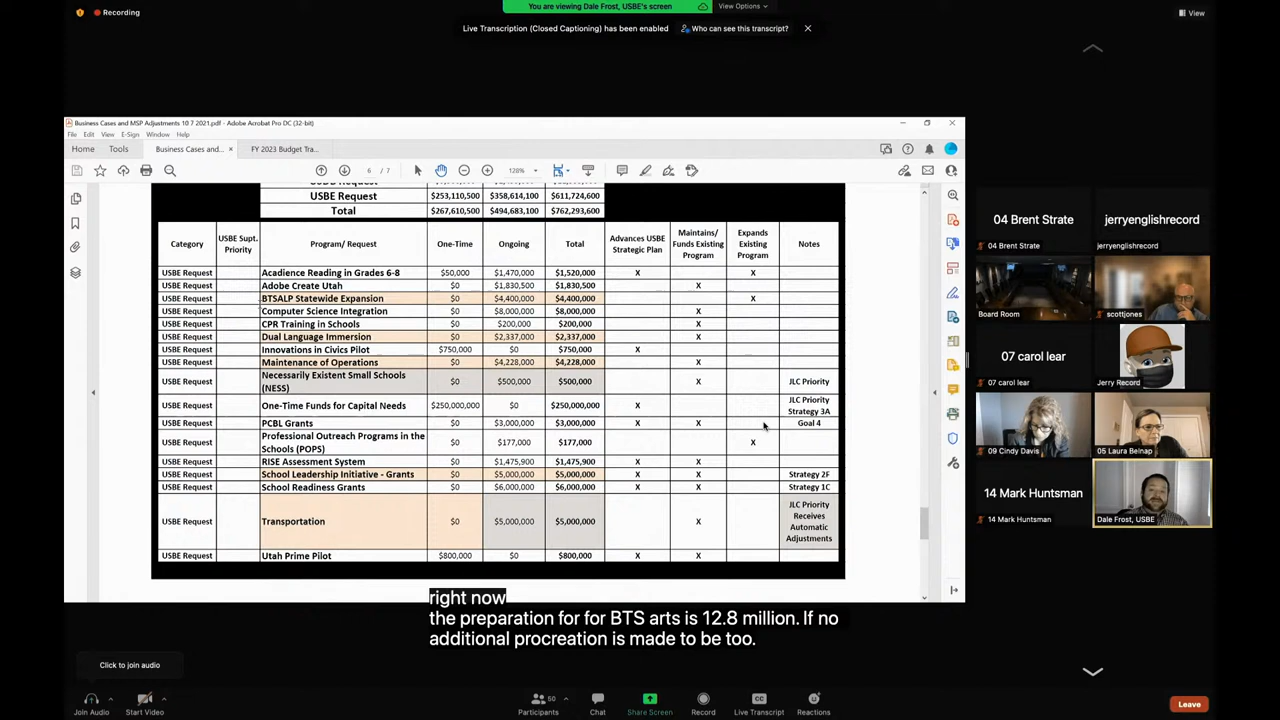 Recording
You are viewing Dale Frost, USBE's screen
View Options
View
Live Transcription (Closed Captioning) has been enabled
Who can see this transcript?
Business Cases and MSP Adjustments 10 7 2021.pdf - Adobe Acrobat Pro DC (32-bit)
File Edit View E-Sign Window Help
Home Tools Business Cases and... × FY 2023 Budget Tra...
6 / 7 128%
USBE Request $253,110,500 $358,614,100 $611,724,600
Total $267,610,500 $494,683,100 $762,293,600
Category USBE Supt. Priority Program/ Request One-Time Ongoing Total Advances USBE Strategic Plan Maintains/ Funds Existing Program Expands Existing Program Notes
USBE Request Acadience Reading in Grades 6-8 $50,000 $1,470,000 $1,520,000 X X
USBE Request Adobe Create Utah $0 $1,830,500 $1,830,500 X
USBE Request BTSALP Statewide Expansion $0 $4,400,000 $4,400,000 X
USBE Request Computer Science Integration $0 $8,000,000 $8,000,000 X
USBE Request CPR Training in Schools $0 $200,000 $200,000 X
USBE Request Dual Language Immersion $0 $2,337,000 $2,337,000 X
USBE Request Innovations in Civics Pilot $750,000 $0 $750,000 X
USBE Request Maintenance of Operations $0 $4,228,000 $4,228,000 X
USBE Request Necessarily Existent Small Schools (NESS) $0 $500,000 $500,000 X JLC Priority
USBE Request One-Time Funds for Capital Needs $250,000,000 $0 $250,000,000 X JLC Priority Strategy 3A
USBE Request PCBL Grants $0 $3,000,000 $3,000,000 X X Goal 4
USBE Request Professional Outreach Programs in the Schools (POPS) $0 $177,000 $177,000 X
USBE Request RISE Assessment System $0 $1,475,900 $1,475,900 X X
USBE Request School Leadership Initiative - Grants $0 $5,000,000 $5,000,000 X X Strategy 2F
USBE Request School Readiness Grants $0 $6,000,000 $6,000,000 X X Strategy 1C
USBE Request Transportation $0 $5,000,000 $5,000,000 X JLC Priority Receives Automatic Adjustments
USBE Request Utah Prime Pilot $800,000 $0 $800,000 X X
04 Brent Strate
04 Brent Strate
jerryenglishrecord
jerryenglishrecord
Board Room
scottjones
07 carol lear
07 carol lear
Jerry Record
09 Cindy Davis
05 Laura Belnap
14 Mark Huntsman
14 Mark Huntsman
Dale Frost, USBE
right now
the preparation for for BTS arts is 12.8 million. If no
additional procreation is made to be too.
Click to join audio
Join Audio
Start Video
50
Participants
Chat
Share Screen
Record
CC
Live Transcript
Reactions
Leave